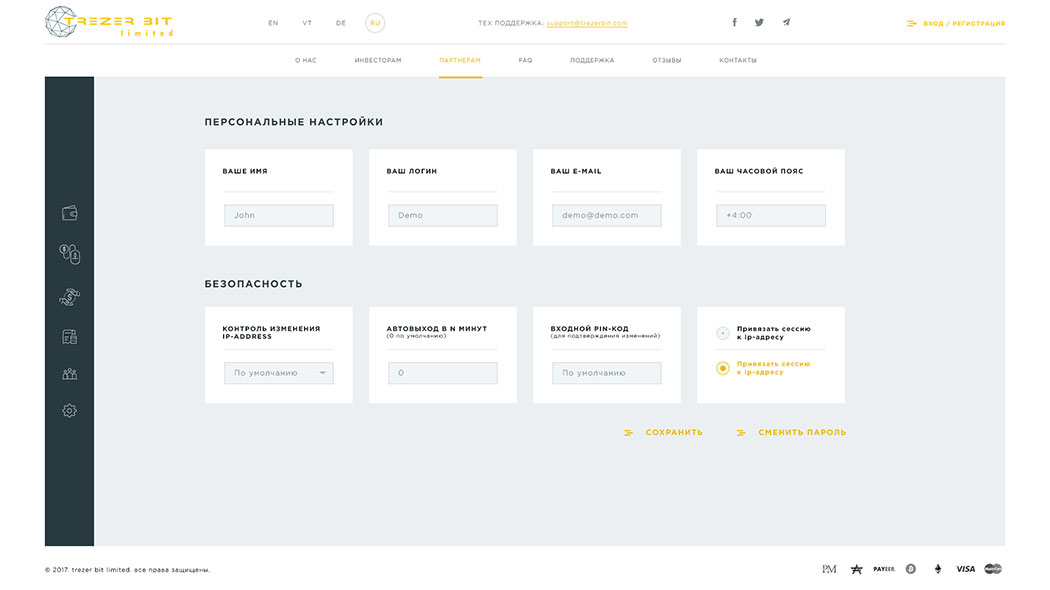 TREZER BIT
limited
EN VT DE RU
ТЕХ ПОДДЕРЖКА: support@trezerbit.com
ВХОД / РЕГИСТРАЦИЯ
О НАС ИНВЕСТОРАМ ПАРТНЕРАМ FAQ ПОДДЕРЖКА ОТЗЫВЫ КОНТАКТЫ
ПЕРСОНАЛЬНЫЕ НАСТРОЙКИ
ВАШЕ ИМЯ
John
ВАШ ЛОГИН
Demo
ВАШ E-MAIL
demo@demo.com
ВАШ ЧАСОВОЙ ПОЯС
+4:00
БЕЗОПАСНОСТЬ
КОНТРОЛЬ ИЗМЕНЕНИЯ
IP-ADDRESS
По умолчанию
АВТОВЫХОД В N МИНУТ
(0 по умолчанию)
0
ВХОДНОЙ PIN-КОД
(для подтверждения изменений)
По умолчанию
Привязать сессию
к ip-адресу
Привязать сессию
к ip-адресу
СОХРАНИТЬ СМЕНИТЬ ПАРОЛЬ
© 2017. trezer bit limited. все права защищены.
PM PAYEER VISA MasterCard